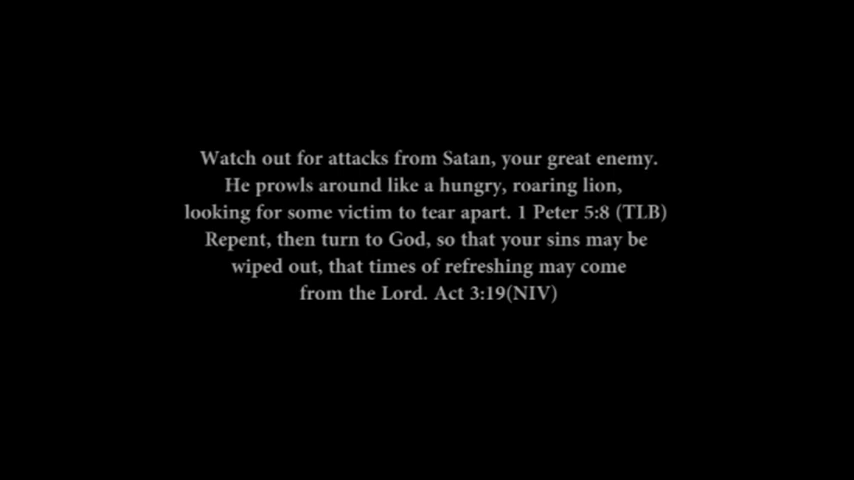 Watch out for attacks from Satan, your great enemy.
He prowls around like a hungry, roaring lion,
looking for some victim to tear apart. 1 Peter 5:8 (TLB)
Repent, then turn to God, so that your sins may be
wiped out, that times of refreshing may come
from the Lord. Act 3:19(NIV)